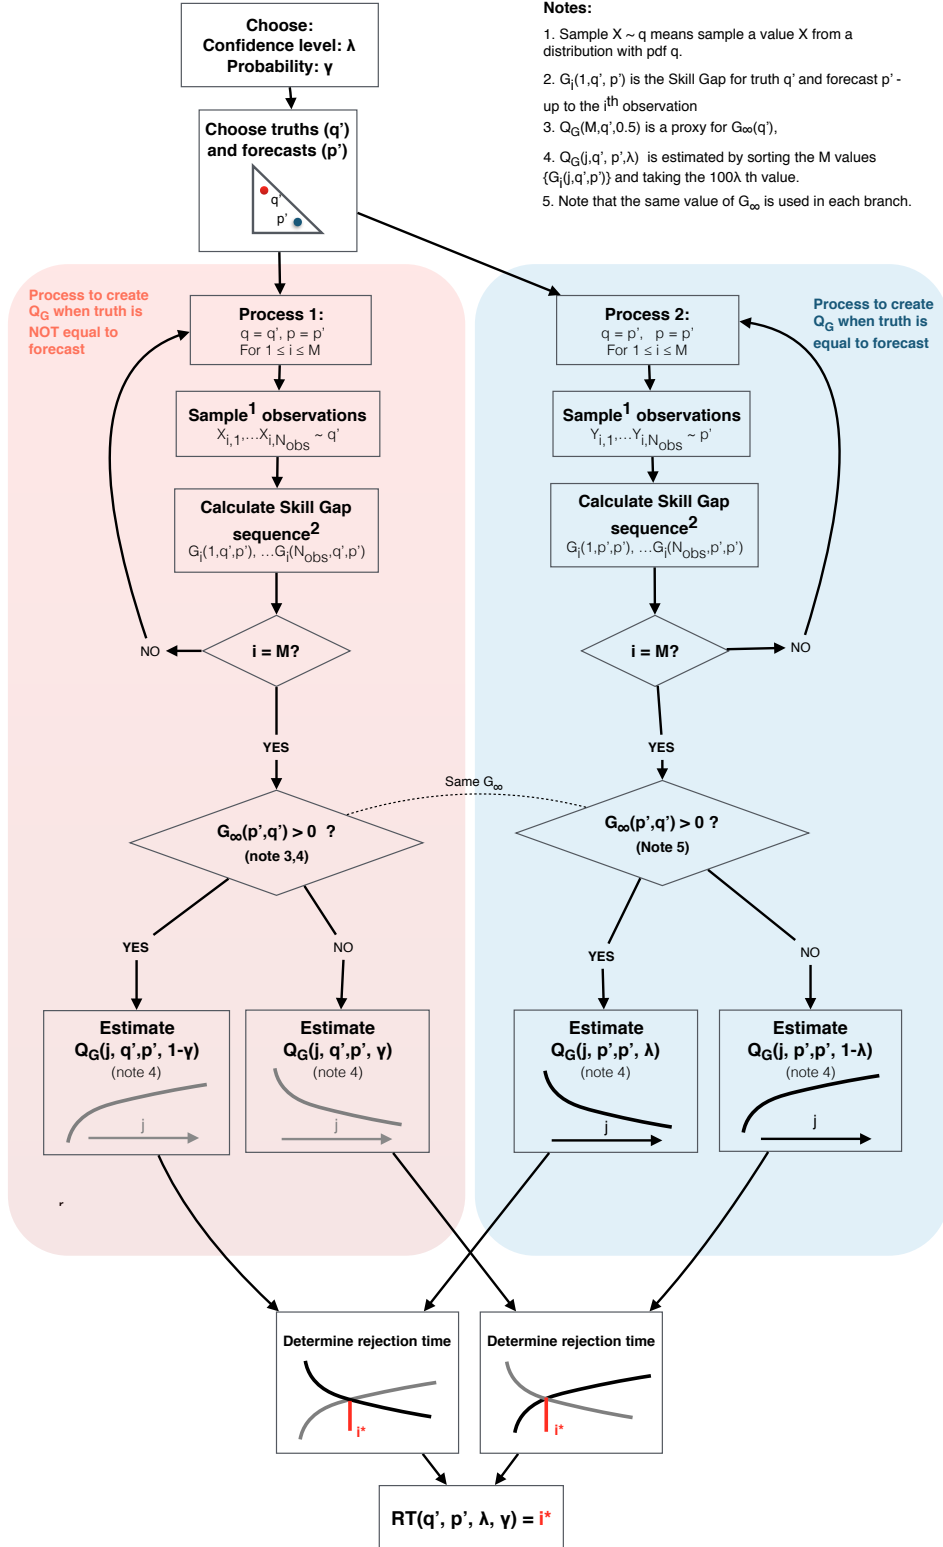 Choose:
Confidence level: λ
Probability: γ
Notes:
1. Sample X ~ q means sample a value X from a
distribution with pdf q.
2. Gi(1,q’, p’) is the Skill Gap for truth q’ and forecast p’ -
up to the ith observation
3. QG(M,q’,0.5) is a proxy for G∞(q’),
4. QG(j,q’, p’,λ) is estimated by sorting the M values
{Gi(j,q’,p’)} and taking the 100λ th value.
5. Note that the same value of G∞ is used in each branch.
Choose truths (q’)
and forecasts (p’)
q’
p’
Process to create
QG when truth is
NOT equal to
forecast
Process 1:
q = q’, p = p’
For 1 ≤ i ≤ M
Sample1 observations
Xi,1,...Xi,Nobs ~ q’
Calculate Skill Gap
sequence2
Gi(1,q’,p’), ...Gi(Nobs,q’,p’)
i = M?
NO
YES
G∞(p’,q’) > 0 ?
(note 3,4)
YES
NO
Estimate
QG(j, q’,p’, 1-γ)
(note 4)
j
Estimate
QG(j, q’,p’, γ)
(note 4)
j
Process to create
QG when truth is
equal to forecast
Process 2:
q = p’, p = p’
For 1 ≤ i ≤ M
Sample1 observations
Yi,1,...Yi,Nobs ~ p’
Calculate Skill Gap
sequence2
Gi(1,p’,p’), ...Gi(Nobs,p’,p’)
i = M?
NO
YES
Same G∞
G∞(p’,q’) > 0 ?
(Note 5)
YES
NO
Estimate
QG(j, p’,p’, λ)
(note 4)
j
Estimate
QG(j, p’,p’, 1-λ)
(note 4)
j
Determine rejection time
i*
Determine rejection time
i*
RT(q’, p’, λ, γ) = i*